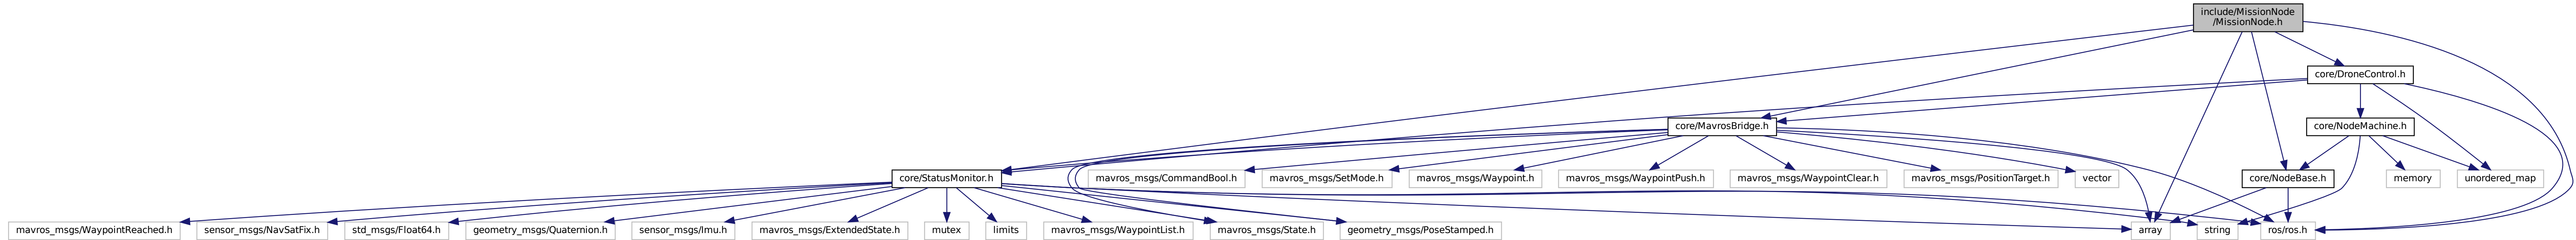 include/MissionNode
/MissionNode.h
core/DroneControl.h
core/MavrosBridge.h
core/NodeMachine.h
core/StatusMonitor.h
mavros_msgs/CommandBool.h
mavros_msgs/SetMode.h
mavros_msgs/Waypoint.h
mavros_msgs/WaypointPush.h
mavros_msgs/WaypointClear.h
mavros_msgs/PositionTarget.h
vector
core/NodeBase.h
memory
unordered_map
mavros_msgs/WaypointReached.h
sensor_msgs/NavSatFix.h
std_msgs/Float64.h
geometry_msgs/Quaternion.h
sensor_msgs/Imu.h
mavros_msgs/ExtendedState.h
mutex
limits
mavros_msgs/WaypointList.h
mavros_msgs/State.h
geometry_msgs/PoseStamped.h
array
string
ros/ros.h